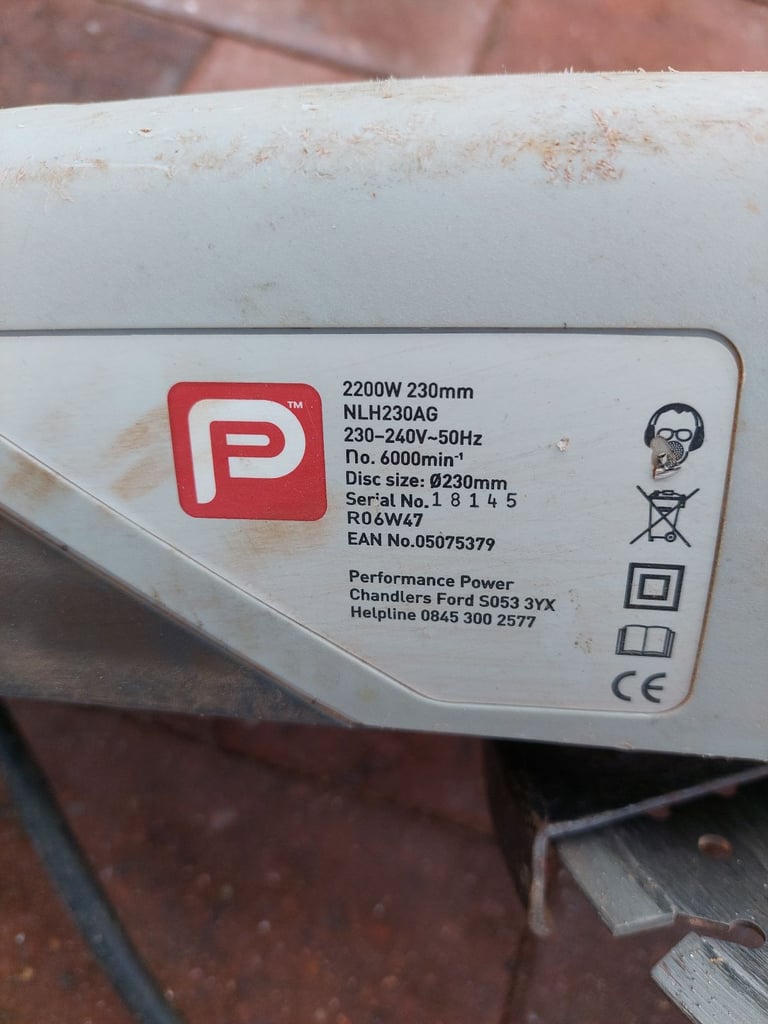 P™
2200W 230mm
NLH230AG
230-240V~50Hz
no. 6000min⁻¹
Disc size: Ø230mm
Serial No. 1 8 1 4 5
R06W47
EAN No.05075379
Performance Power
Chandlers Ford S053 3YX
Helpline 0845 300 2577
CE